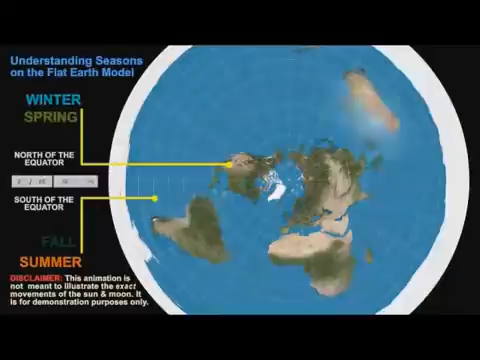 Understanding Seasons
on the Flat Earth Model
WINTER
SPRING
NORTH OF THE
EQUATOR
SOUTH OF THE
EQUATOR
FALL
SUMMER
DISCLAIMER: This animation is
not meant to illustrate the exact
movements of the sun & moon. It
is for demonstration purposes only.